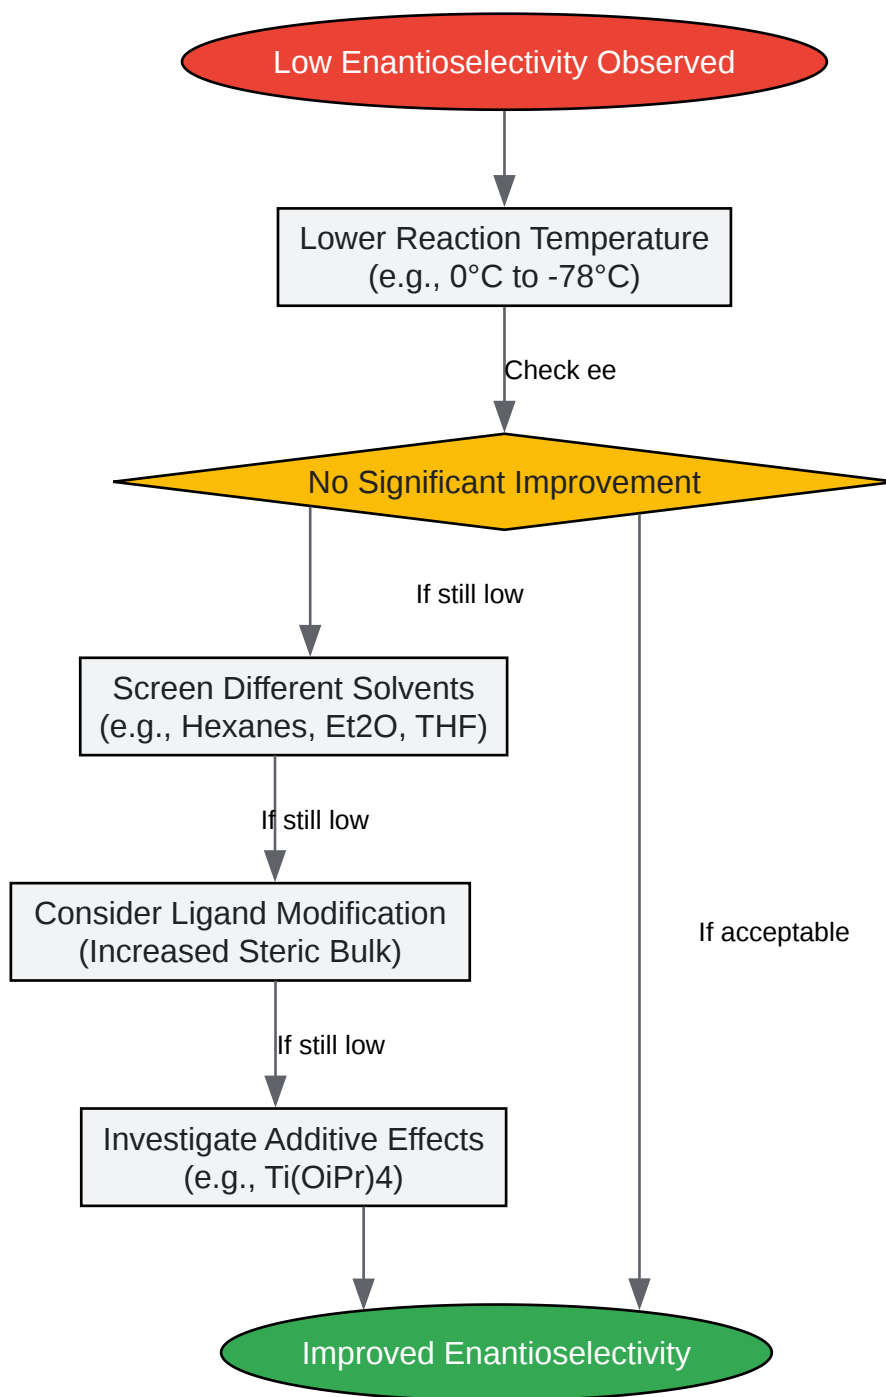 Low Enantioselectivity Observed
Lower Reaction Temperature
(e.g., 0°C to -78°C)
Check ee
No Significant Improvement
If still low
Screen Different Solvents
(e.g., Hexanes, Et2O, THF)
If still low
Consider Ligand Modification
(Increased Steric Bulk)
If acceptable
If still low
Investigate Additive Effects
(e.g., Ti(OiPr)4)
Improved Enantioselectivity